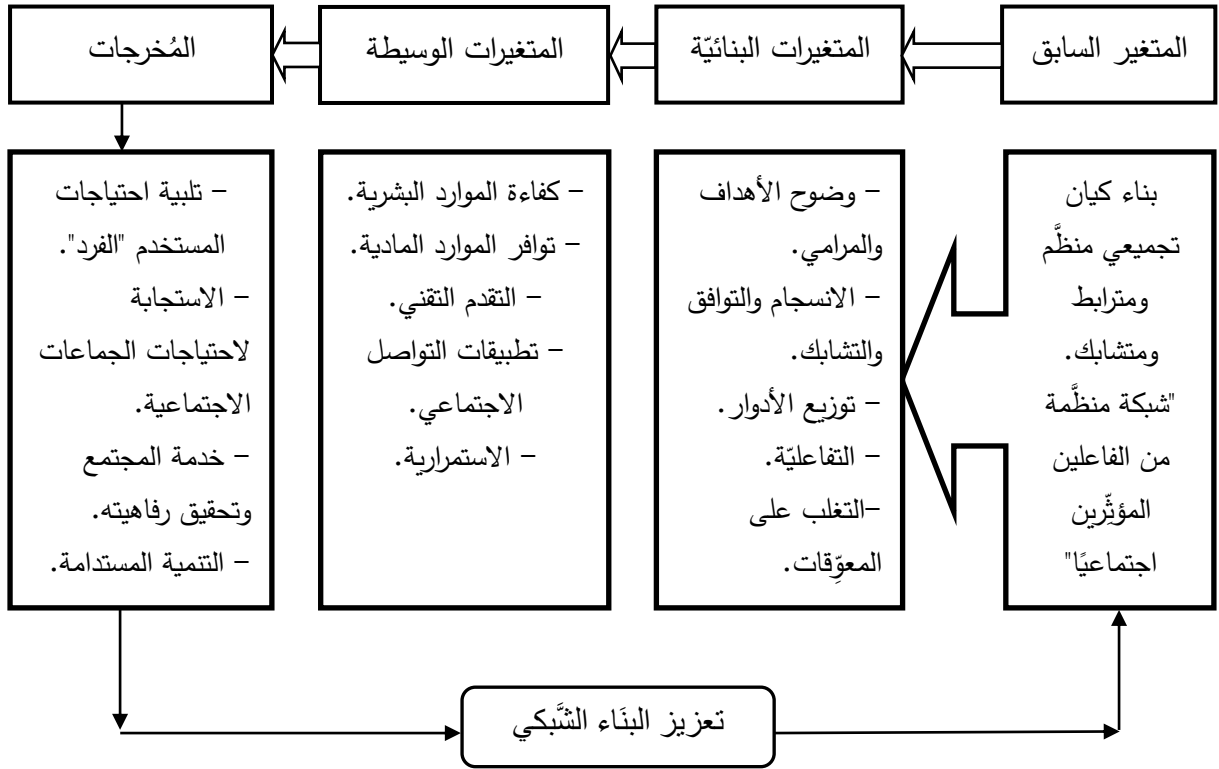 المتغير السابق
المتغيرات البنائيّة
المتغيرات الوسيطة
المُخرجات
بناء كيان
تجميعي منظَّم
ومترابط
ومتشابك.
"شبكة منظَّمة
من الفاعلين
المؤثِّرين
اجتماعيًا"
– وضوح الأهداف
والمرامي.
– الانسجام والتوافق
والتشابك.
– توزيع الأدوار.
– التفاعليّة.
–التغلب على
المعوّقات.
– كفاءة الموارد البشرية.
– توافر الموارد المادية.
– التقدم التقني.
– تطبيقات التواصل
الاجتماعي.
– الاستمرارية.
– تلبية احتياجات
المستخدم "الفرد".
– الاستجابة
لاحتياجات الجماعات
الاجتماعية.
– خدمة المجتمع
وتحقيق رفاهيته.
– التنمية المستدامة.
تعزيز البنَاء الشَّبكي